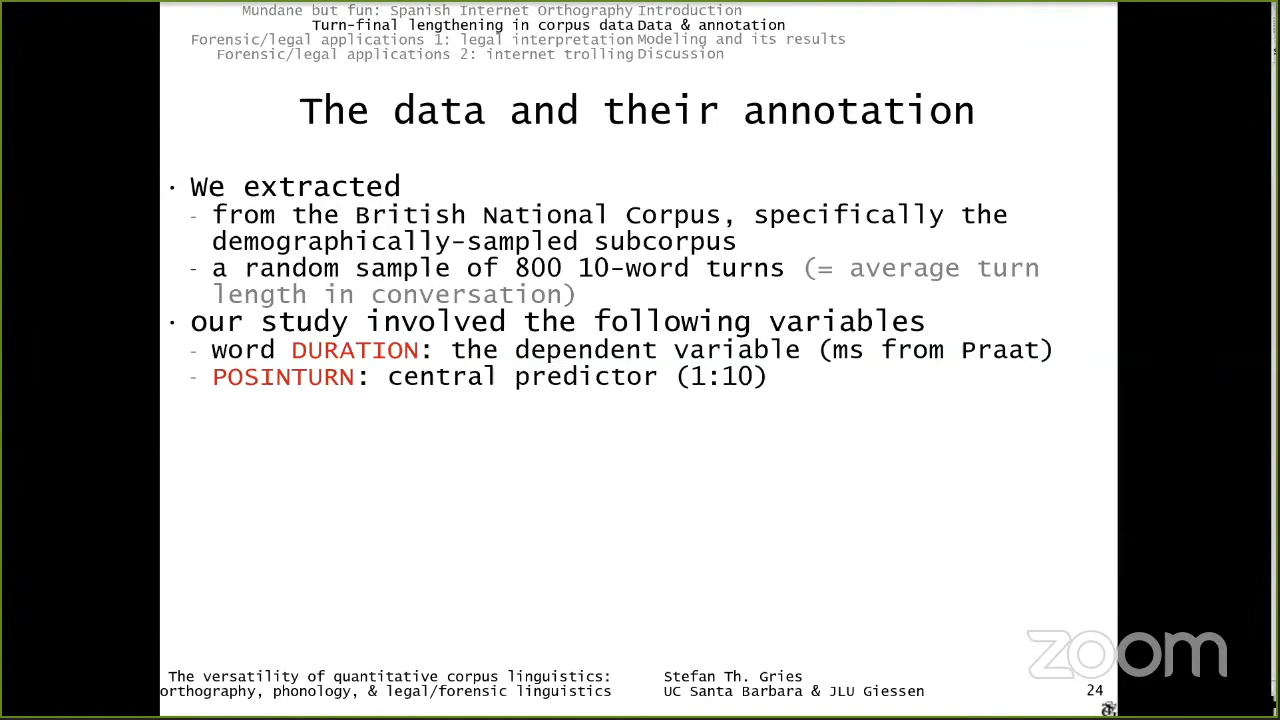 Mundane but fun: Spanish Internet Orthography Introduction
Turn-final lengthening in corpus data Data & annotation
Forensic/legal applications 1: legal interpretation Modeling and its results
Forensic/legal applications 2: internet trolling Discussion
The data and their annotation
· We extracted
- from the British National Corpus, specifically the
demographically-sampled subcorpus
- a random sample of 800 10-word turns (= average turn
length in conversation)
· our study involved the following variables
- word DURATION: the dependent variable (ms from Praat)
- POSINTURN: central predictor (1:10)
zoom
The versatility of quantitative corpus linguistics: Stefan Th. Gries
orthography, phonology, & legal/forensic linguistics UC Santa Barbara & JLU Giessen 24